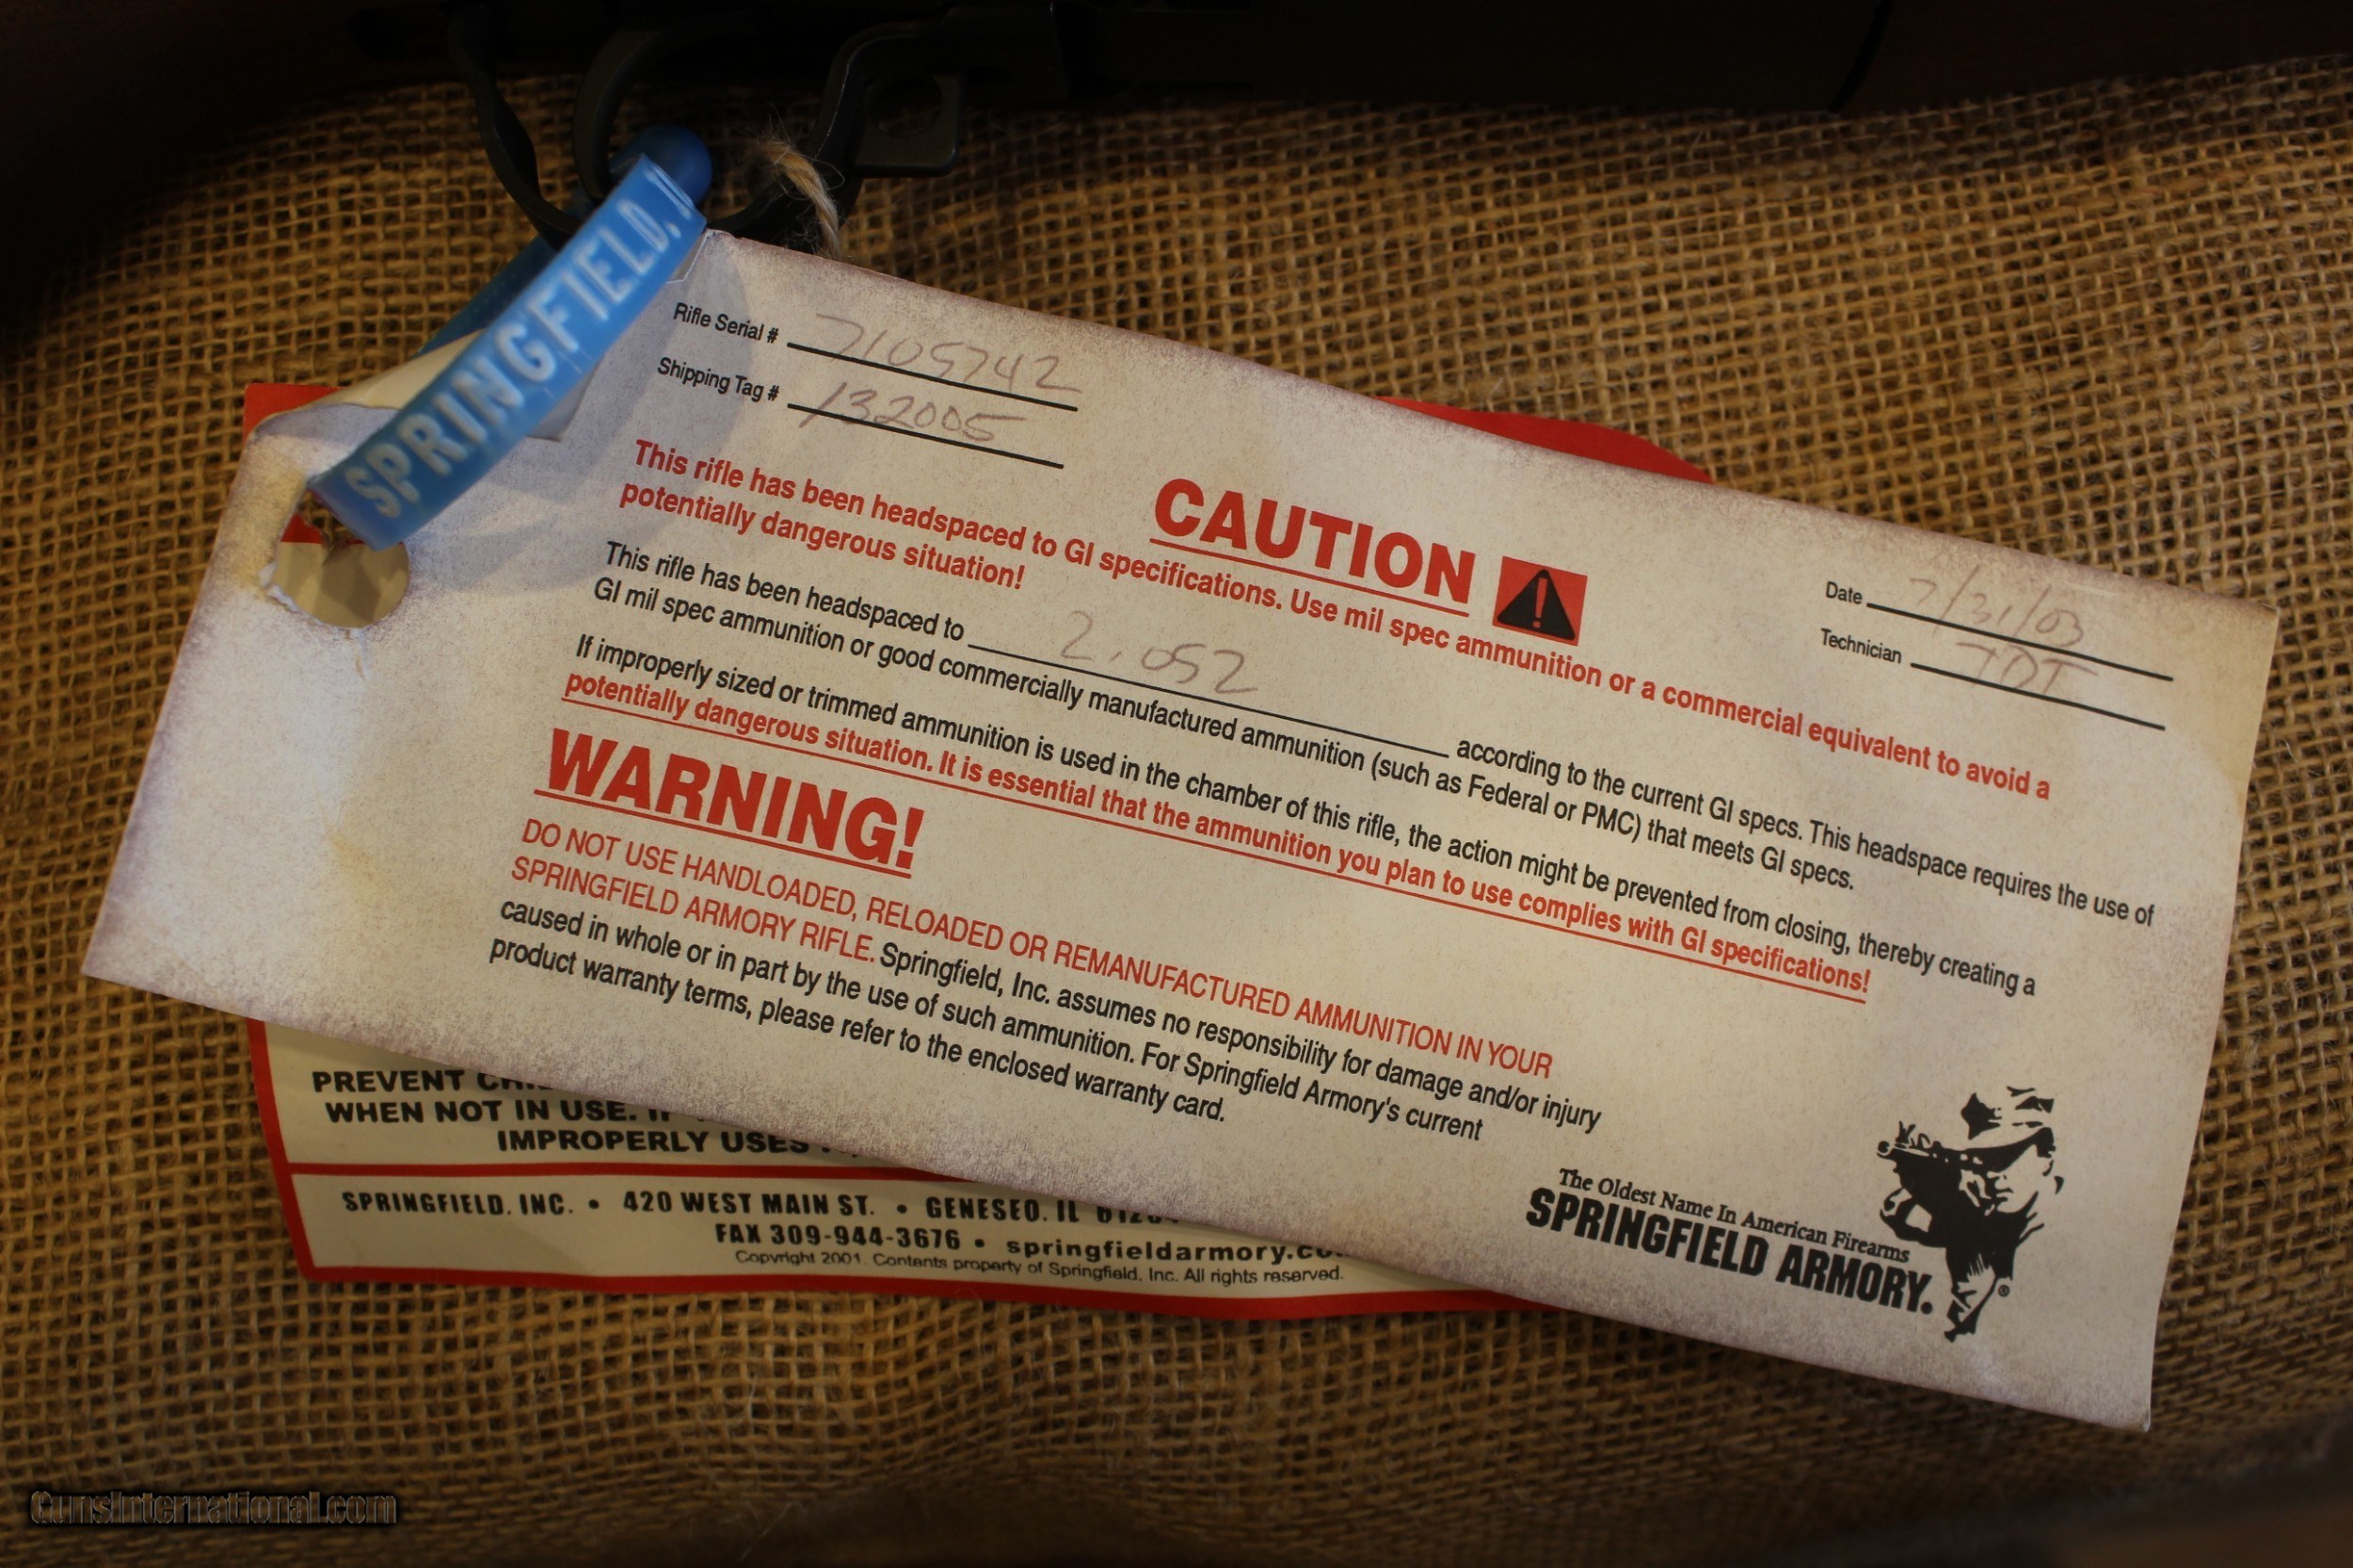 SPRINGFIELD,
Rifle Serial # 7105742
Shipping Tag # 132005
CAUTION
Date 7/31/03
Technician TDT
This rifle has been headspaced to GI specifications. Use mil spec ammunition or a commercial equivalent to avoid a
potentially dangerous situation!
This rifle has been headspaced to 2.052 according to the current GI specs. This headspace requires the use of
GI mil spec ammunition or good commercially manufactured ammunition (such as Federal or PMC) that meets GI specs.
If improperly sized or trimmed ammunition is used in the chamber of this rifle, the action might be prevented from closing, thereby creating a
potentially dangerous situation. It is essential that the ammunition you plan to use complies with GI specifications!
WARNING!
DO NOT USE HANDLOADED, RELOADED OR REMANUFACTURED AMMUNITION IN YOUR
SPRINGFIELD ARMORY RIFLE. Springfield, Inc. assumes no responsibility for damage and/or injury
caused in whole or in part by the use of such ammunition. For Springfield Armory's current
product warranty terms, please refer to the enclosed warranty card.
The Oldest Name In American Firearms
SPRINGFIELD ARMORY.®
PREVENT
WHEN NOT IN USE.
IMPROPERLY USED
SPRINGFIELD, INC. • 420 WEST MAIN ST. • GENESEO, IL
FAX 309-944-3676 • springfieldarmory.co
Copyright 2001. Contents property of Springfield, Inc. All rights reserved.
GunsInternational.com